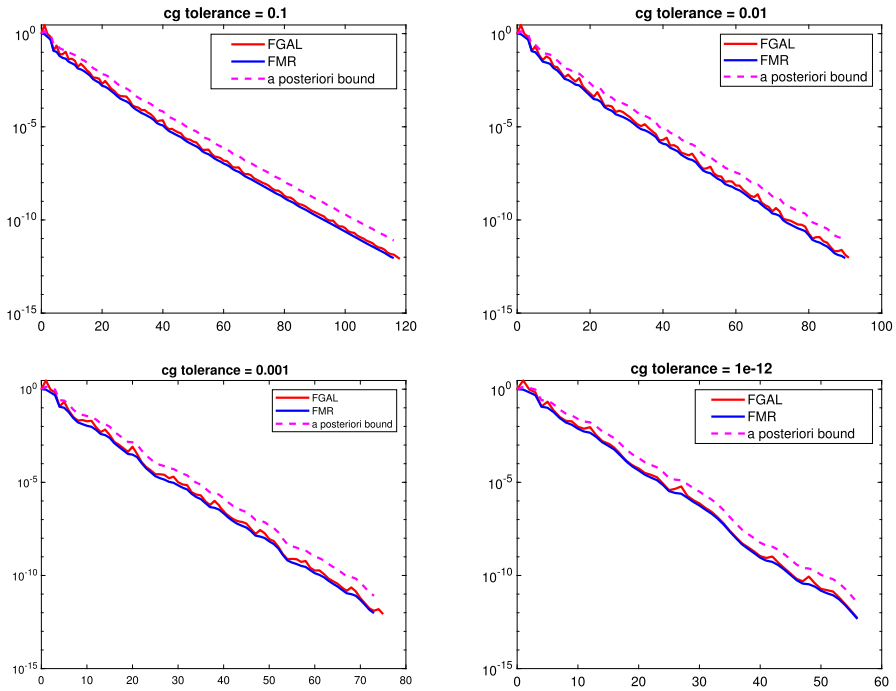 cg tolerance = 0.1
FGAL
FMR
a posteriori bound
10^0
10^-5
10^-10
10^-15
0 20 40 60 80 100 120
cg tolerance = 0.01
FGAL
FMR
a posteriori bound
10^0
10^-5
10^-10
10^-15
0 20 40 60 80 100
cg tolerance = 0.001
FGAL
FMR
a posteriori bound
10^0
10^-5
10^-10
10^-15
0 10 20 30 40 50 60 70 80
cg tolerance = 1e-12
FGAL
FMR
a posteriori bound
10^0
10^-5
10^-10
10^-15
0 10 20 30 40 50 60